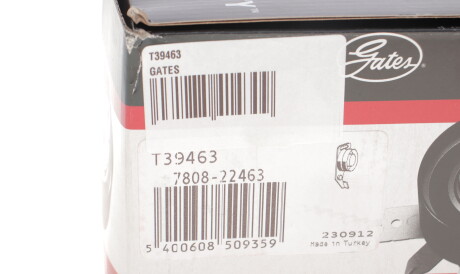 Y
T39463
GATES
Gates
T39463
7808-22463
230912
Made in Turkey
5 400608 509359